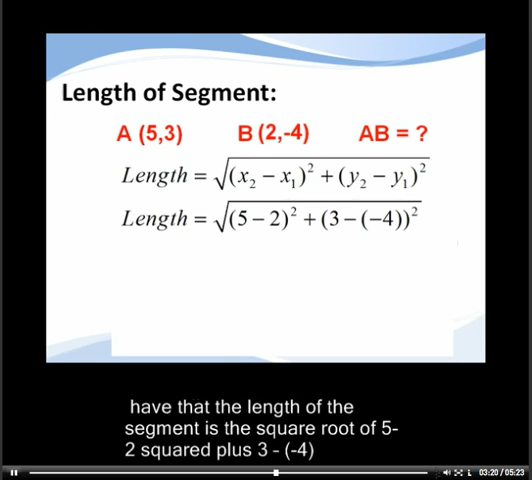 Length of Segment:
A (5,3) B (2,-4) AB = ?
Length = √(x₂ − x₁)² + (y₂ − y₁)²
Length = √(5 − 2)² + (3 − (−4))²
have that the length of the
segment is the square root of 5-
2 squared plus 3 - (-4)
L 03:20 / 05:23